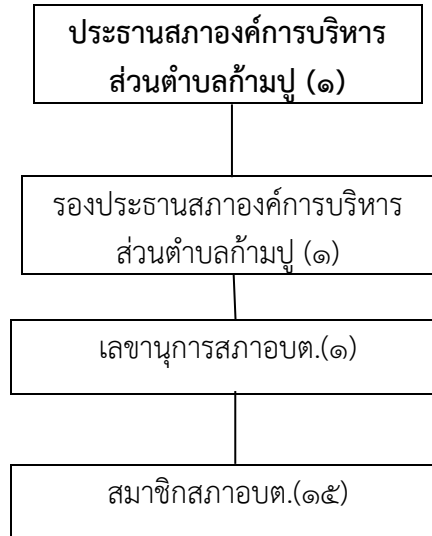 ประธานสภาองค์การบริหาร
ส่วนตำบลก้ามปู (๑)
รองประธานสภาองค์การบริหาร
ส่วนตำบลก้ามปู (๑)
เลขานุการสภาอบต.(๑)
สมาชิกสภาอบต.(๑๕)